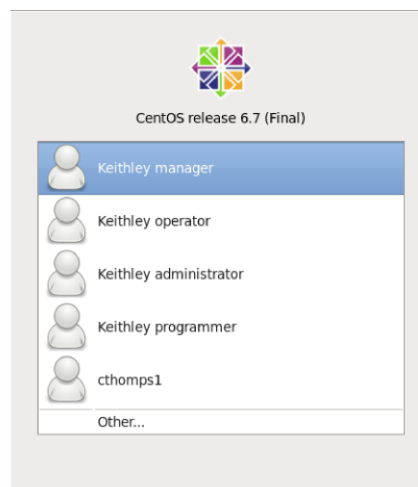 CentOS release 6.7 (Final)
Keithley manager
Keithley operator
Keithley administrator
Keithley programmer
cthomps1
Other...